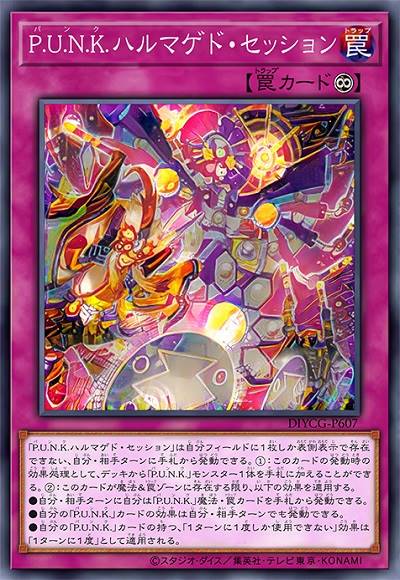 パンク
P.U.N.K.ハルマゲド・セッション
トラップ
罠
トラップ
【罠カード】
DIYCG-P607
「P.U.N.K.ハルマゲド・セッション」は自分フィールドに1枚しか表側表示で存在
できない、自分・相手ターンに手札から発動できる。①：このカードの発動時の
効果処理として、デッキから「P.U.N.K.」モンスター1体を手札に加えることができ
る。②：このカードが魔法&罠ゾーンに存在する限り、以下の効果を適用する。
●自分・相手ターンに自分は「P.U.N.K.」魔法・罠カードを手札から発動できる。
●自分の「P.U.N.K.」カードの効果は自分・相手ターンでも発動できる。
●自分の「P.U.N.K.」カードの持つ、「1ターンに1度しか使用できない」効果は
「1ターンに1度」として適用される。
©スタジオ・ダイス／集英社・テレビ東京・KONAMI